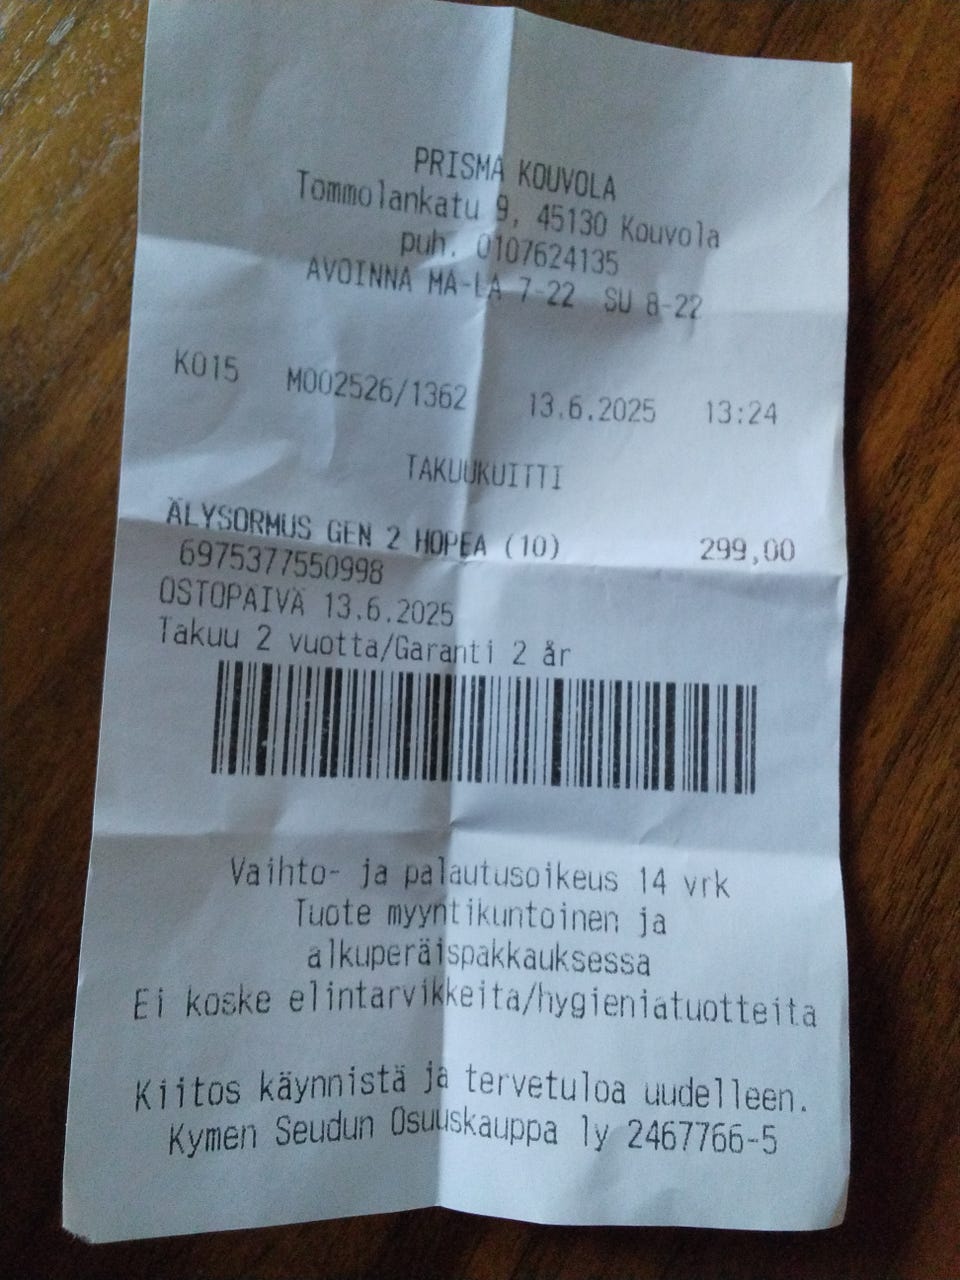 PRISMA KOUVOLA
Tommolankatu 9, 45130 Kouvola
puh. 0107624135
AVOINNA MA-LA 7-22 SU 8-22
K015 M002526/1362 13.6.2025 13:24
TAKUUKUITTI
ÄLYSORMUS GEN 2 HOPEA (10) 299,00
6975377550998
OSTOPÄIVÄ 13.6.2025
Takuu 2 vuotta/Garanti 2 år
Vaihto- ja palautusoikeus 14 vrk
Tuote myyntikuntoinen ja
alkuperäispakkauksessa
Ei koske elintarvikkeita/hygieniatuotteita
Kiitos käynnistä ja tervetuloa uudelleen.
Kymen Seudun Osuuskauppa ly 2467766-5